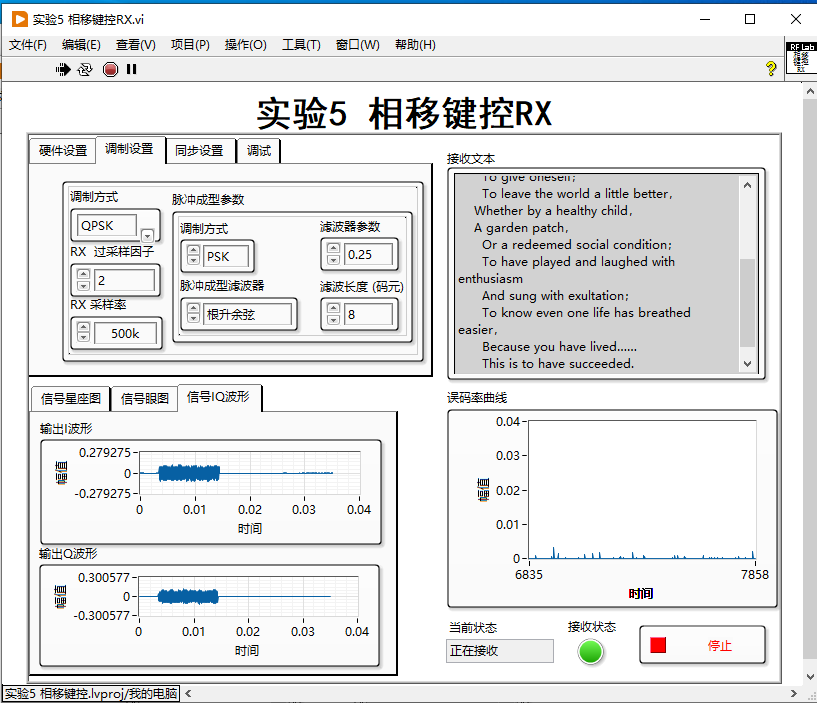 实验5 相移键控RX.vi
文件(F) 编辑(E) 查看(V) 项目(P) 操作(O) 工具(T) 窗口(W) 帮助(H)
RF Lab
相移
键控
RX
实验5 相移键控RX
硬件设置 调制设置 同步设置 调试
调制方式
QPSK
RX 过采样因子
2
RX 采样率
500k
脉冲成型参数
调制方式
PSK
滤波器参数
0.25
脉冲成型滤波器
根升余弦
滤波长度 (码元)
8
接收文本
To give oneself;
To leave the world a little better,
Whether by a healthy child,
A garden patch,
Or a redeemed social condition;
To have played and laughed with
enthusiasm
And sung with exultation;
To know even one life has breathed
easier,
Because you have lived......
This is to have succeeded.
信号星座图 信号眼图 信号IQ波形
输出I波形
幅值
0.279275
0
-0.279275
0 0.01 0.02 0.03 0.04
时间
输出Q波形
幅值
0.300577
0
-0.300577
0 0.01 0.02 0.03 0.04
时间
误码率曲线
幅值
0.04
0.03
0.02
0.01
0
6835 7858
时间
当前状态
正在接收
接收状态
停止
实验5 相移键控.lvproj/我的电脑